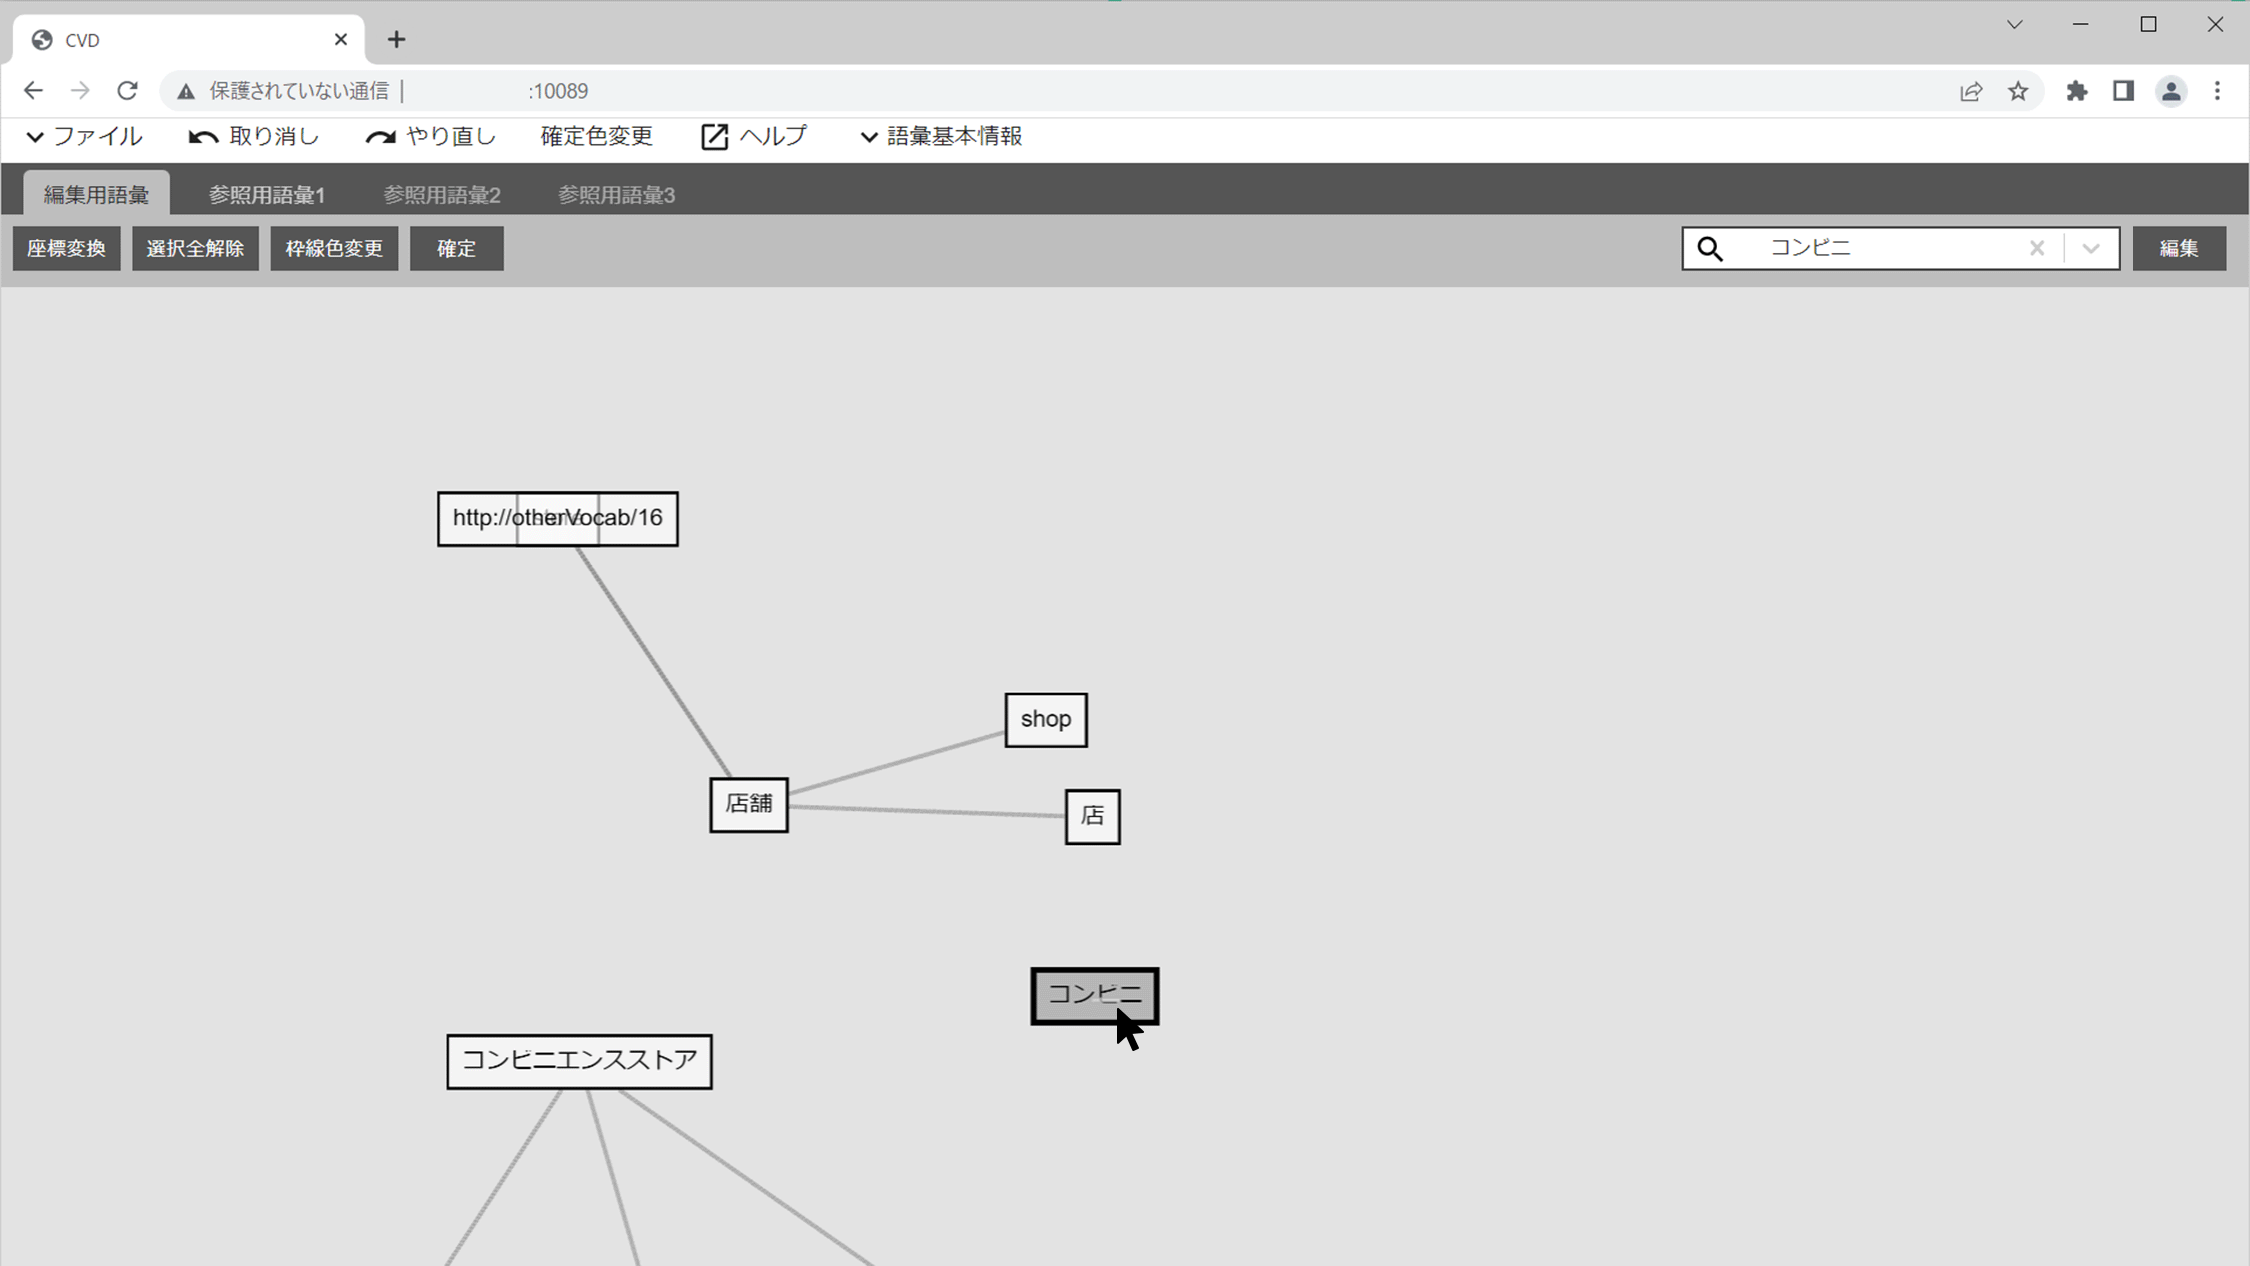 CVD
保護されていない通信 | :10089
ファイル 取り消し やり直し 確定色変更 ヘルプ 語彙基本情報
編集用語彙 参照用語彙1 参照用語彙2 参照用語彙3
座標変換 選択全解除 枠線色変更 確定 コンビニ 編集
http://otherVocab/16
shop
店舗
店
コンビニ
コンビニエンスストア